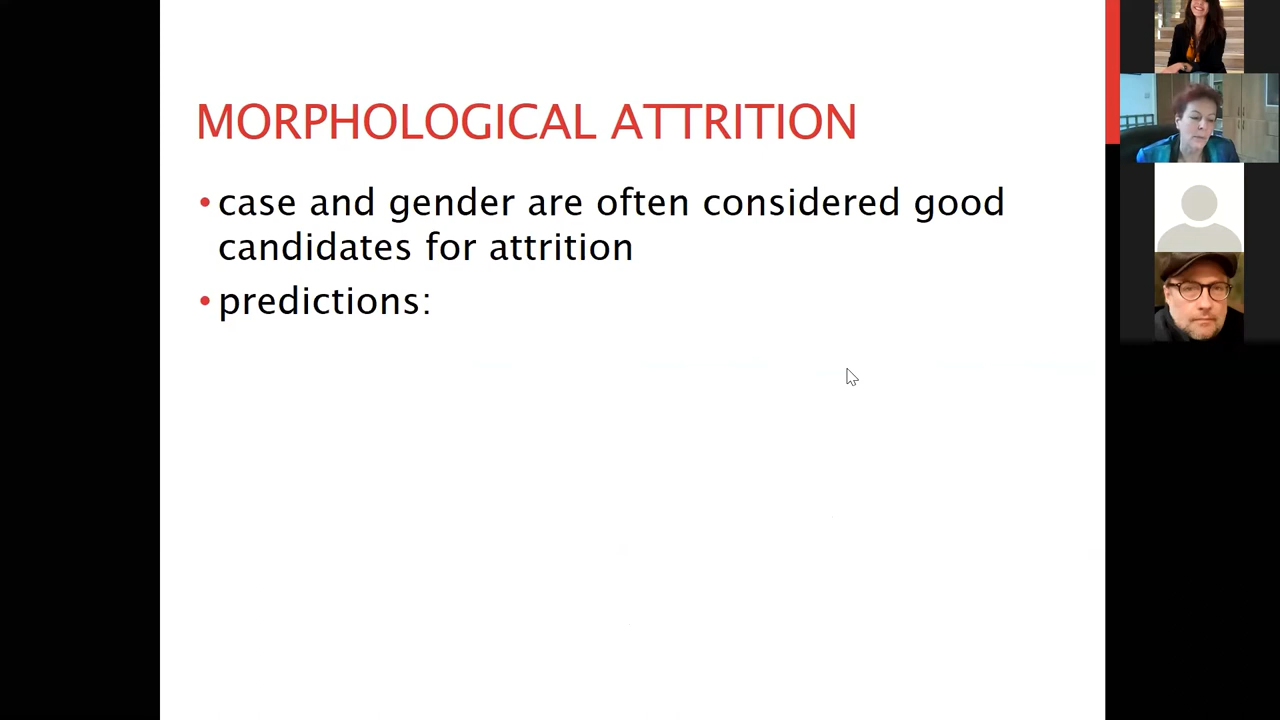 MORPHOLOGICAL ATTRITION
• case and gender are often considered good
candidates for attrition
• predictions: